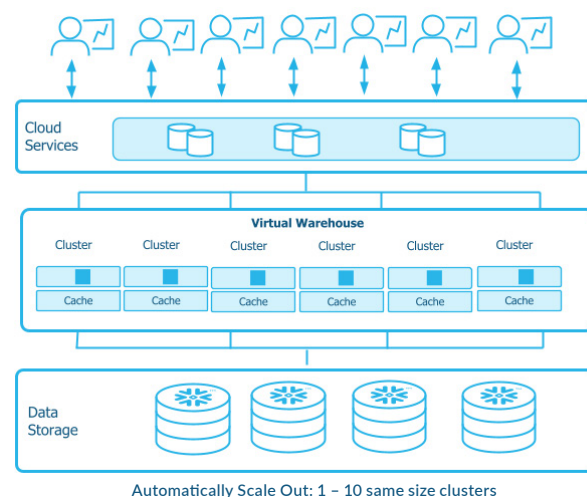 Cloud
Services
Virtual Warehouse
Cluster Cluster Cluster Cluster Cluster Cluster
Cache Cache Cache Cache Cache Cache
Data
Storage
Automatically Scale Out: 1 – 10 same size clusters